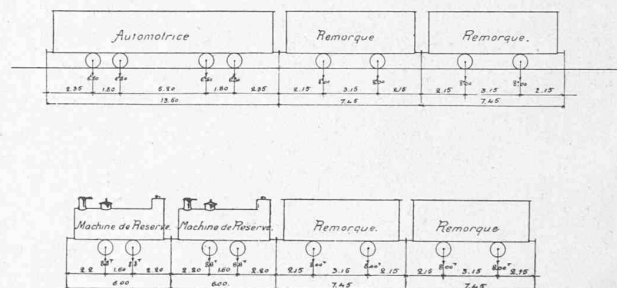 Automotrice Remorque Remorque.
2.35 1.80 5.20 1.80 2.35 2.15 3.15 2.15 2.15 3.15 2.15
13.50 7.45 7.45
Machine de Reserve. Machine de Reserve. Remorque. Remorque
2.2 1.60 2.20 2.20 1.60 2.20 2.15 3.15 2.15 2.15 3.15 2.15
6.00 6.00. 7.45 7.45